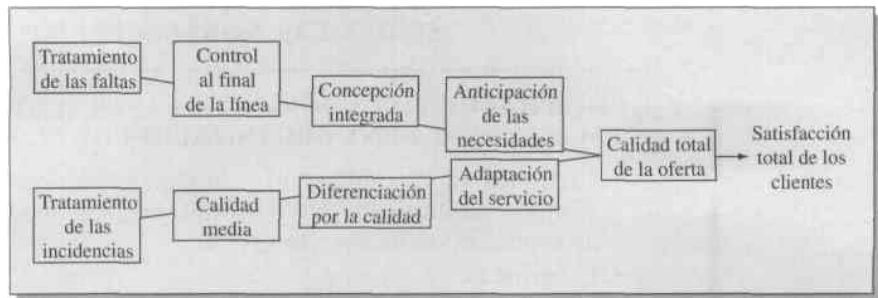 Tratamiento
de las faltas
Control
al final
de la línea
Concepción
integrada
Anticipación
de las
necesidades
Tratamiento
de las
incidencias
Calidad
media
Diferenciación
por la calidad
Adaptación
del servicio
Calidad total
de la oferta
Satisfacción
total de los
clientes